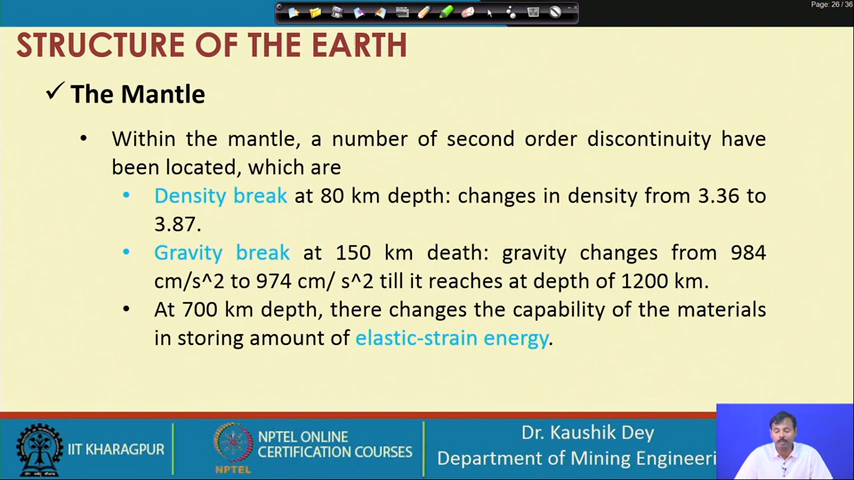 Page: 26 / 36
STRUCTURE OF THE EARTH
✓ The Mantle
• Within the mantle, a number of second order discontinuity have
been located, which are
• Density break at 80 km depth: changes in density from 3.36 to
3.87.
• Gravity break at 150 km death: gravity changes from 984
cm/s^2 to 974 cm/ s^2 till it reaches at depth of 1200 km.
• At 700 km depth, there changes the capability of the materials
in storing amount of elastic-strain energy.
IIT KHARAGPUR
NPTEL
NPTEL ONLINE
CERTIFICATION COURSES
Dr. Kaushik Dey
Department of Mining Engineeri